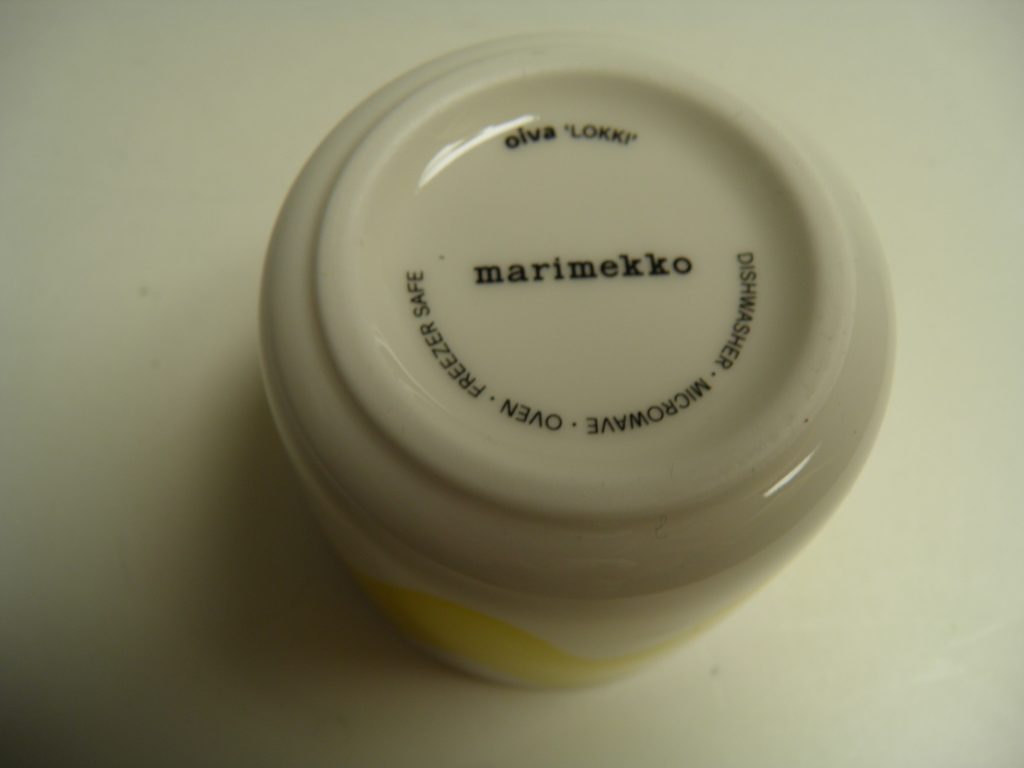 oiva 'LOKKI'
marimekko
DISHWASHER · MICROWAVE · OVEN · FREEZER SAFE